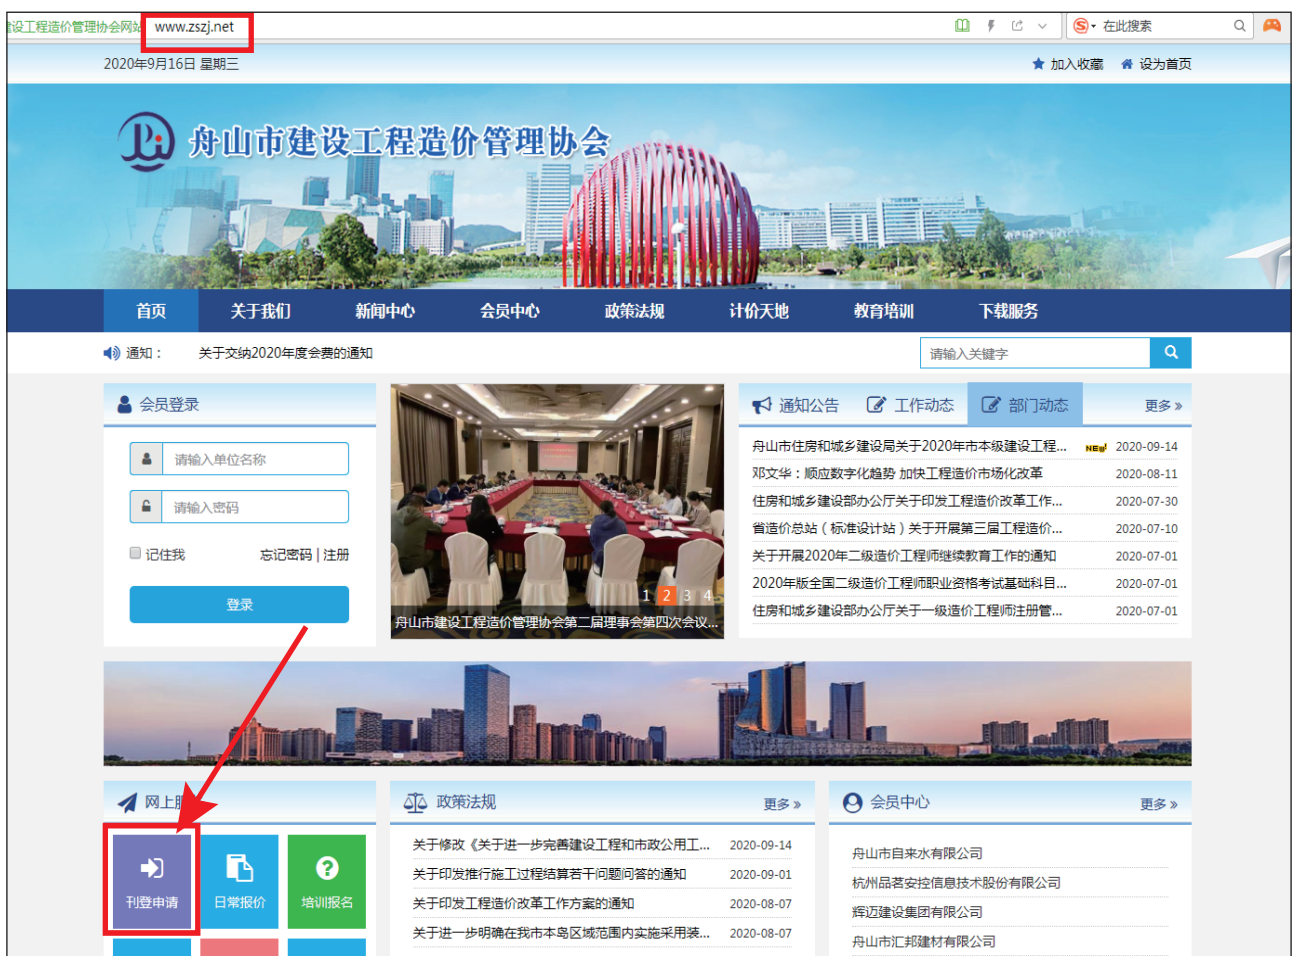 建设工程造价管理协会网站 www.zszj.net 在此搜索
2020年9月16日 星期三 加入收藏 设为首页
舟山市建设工程造价管理协会
首页 关于我们 新闻中心 会员中心 政策法规 计价天地 教育培训 下载服务
通知： 关于交纳2020年度会费的通知 请输入关键字
会员登录
请输入单位名称
请输入密码
记住我 忘记密码 | 注册
登录
1 2 3 4
舟山市建设工程造价管理协会第二届理事会第四次会议...
通知公告 工作动态 部门动态 更多 »
舟山市住房和城乡建设局关于2020年市本级建设工程... NEW! 2020-09-14
邓文华：顺应数字化趋势 加快工程造价市场化改革 2020-08-11
住房和城乡建设部办公厅关于印发工程造价改革工作... 2020-07-30
省造价总站（标准设计站）关于开展第三届工程造价... 2020-07-10
关于开展2020年二级造价工程师继续教育工作的通知 2020-07-01
2020年版全国二级造价工程师职业资格考试基础科目... 2020-07-01
住房和城乡建设部办公厅关于一级造价工程师注册管... 2020-07-01
网上
刊登申请 日常报价 培训报名
政策法规 更多 »
关于修改《关于进一步完善建设工程和市政公用工... 2020-09-14
关于印发推行施工过程结算若干问题问答的通知 2020-09-01
关于印发工程造价改革工作方案的通知 2020-08-07
关于进一步明确在我市本岛区域范围内实施采用装... 2020-08-07
会员中心 更多 »
舟山市自来水有限公司
杭州品茗安控信息技术股份有限公司
辉迈建设集团有限公司
舟山市汇邦建材有限公司